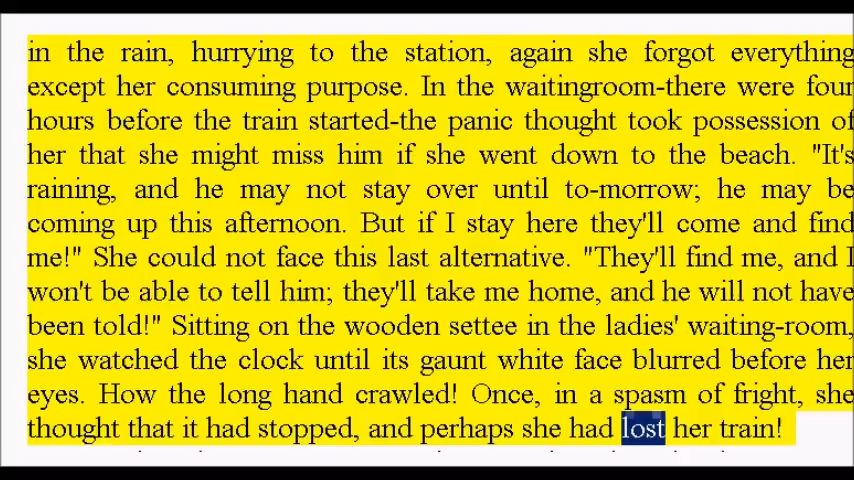 in the rain, hurrying to the station, again she forgot everything
except her consuming purpose. In the waitingroom-there were four
hours before the train started-the panic thought took possession of
her that she might miss him if she went down to the beach. "It's
raining, and he may not stay over until to-morrow; he may be
coming up this afternoon. But if I stay here they'll come and find
me!" She could not face this last alternative. "They'll find me, and I
won't be able to tell him; they'll take me home, and he will not have
been told!" Sitting on the wooden settee in the ladies' waiting-room,
she watched the clock until its gaunt white face blurred before her
eyes. How the long hand crawled! Once, in a spasm of fright, she
thought that it had stopped, and perhaps she had lost her train!